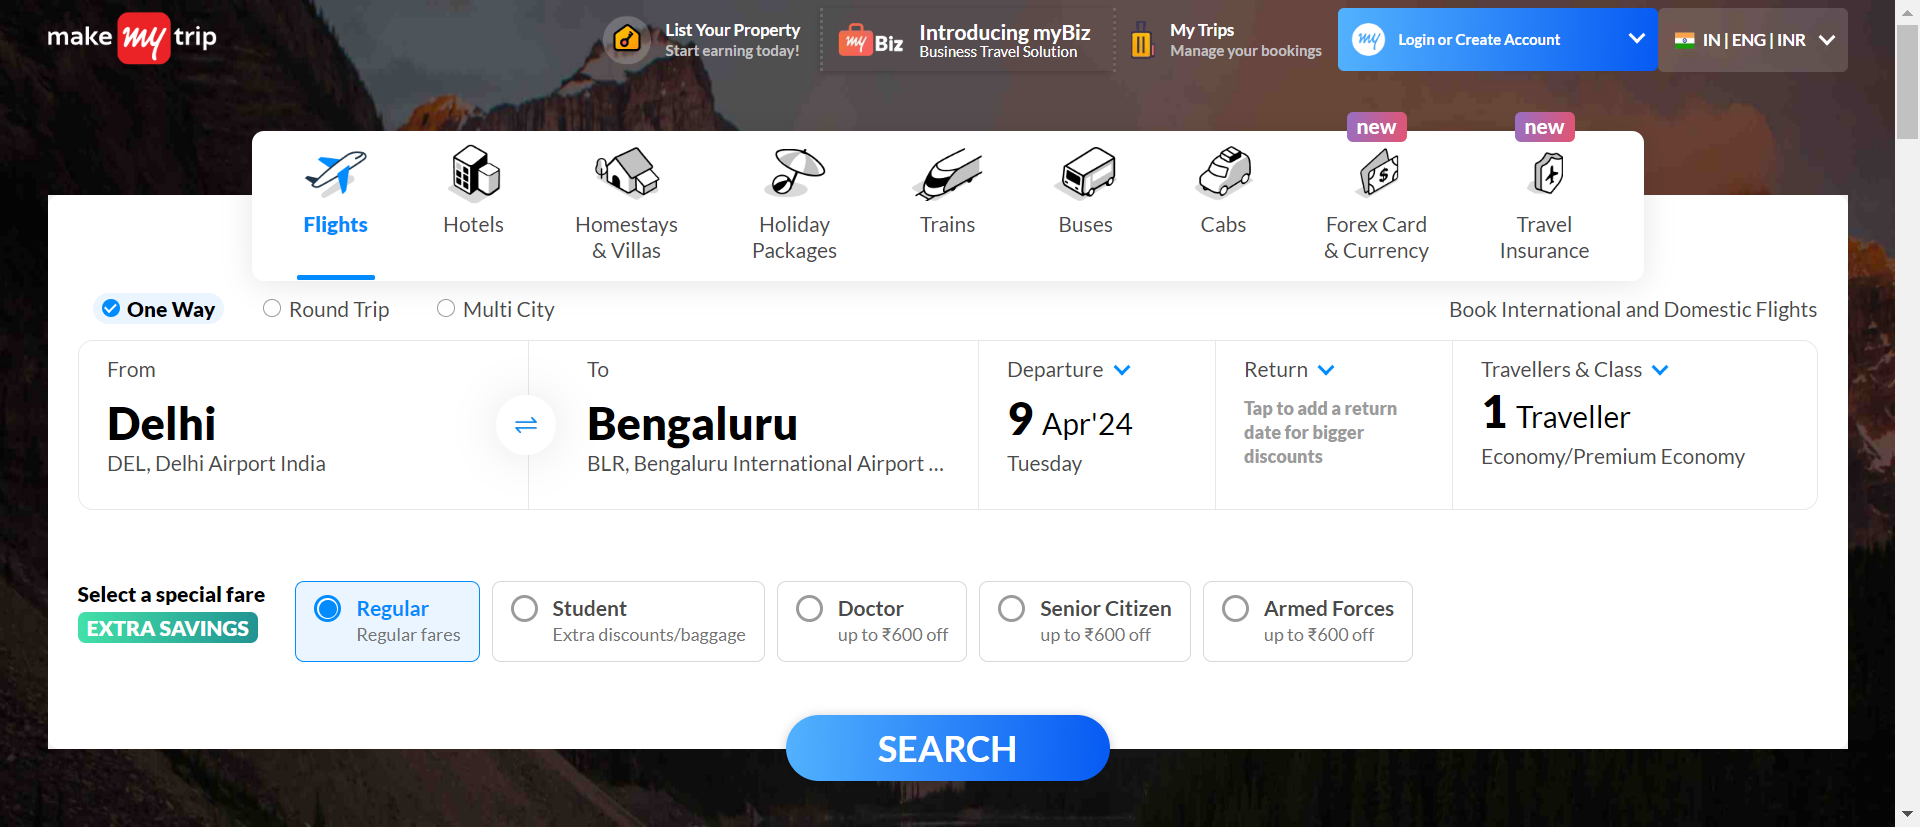 make my trip
List Your Property
Start earning today!
my Biz
Introducing myBiz
Business Travel Solution
My Trips
Manage your bookings
my
Login or Create Account
IN | ENG | INR
new
new
Flights
Hotels
Homestays
& Villas
Holiday
Packages
Trains
Buses
Cabs
Forex Card
& Currency
Travel
Insurance
One Way
Round Trip
Multi City
Book International and Domestic Flights
From
Delhi
DEL, Delhi Airport India
To
Bengaluru
BLR, Bengaluru International Airport ...
Departure
9 Apr'24
Tuesday
Return
Tap to add a return
date for bigger
discounts
Travellers & Class
1 Traveller
Economy/Premium Economy
Select a special fare
EXTRA SAVINGS
Regular
Regular fares
Student
Extra discounts/baggage
Doctor
up to ₹600 off
Senior Citizen
up to ₹600 off
Armed Forces
up to ₹600 off
SEARCH